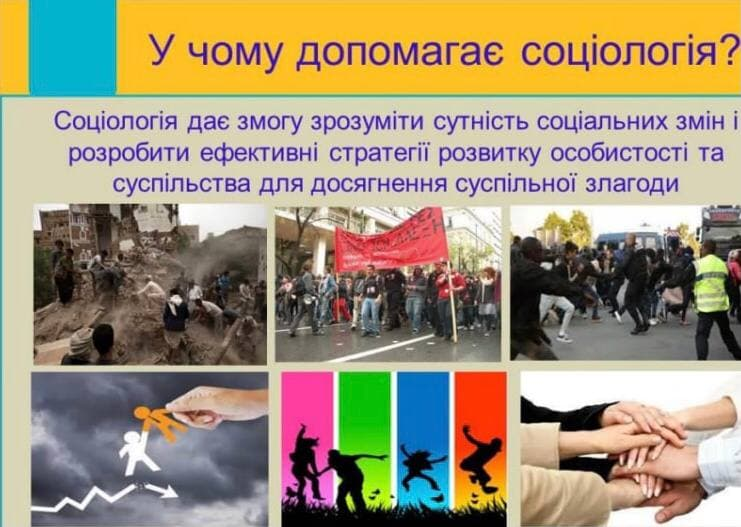 У чому допомагає соціологія?
Соціологія дає змогу зрозуміти сутність соціальних змін і
розробити ефективні стратегії розвитку особистості та
суспільства для досягнення суспільної злагоди